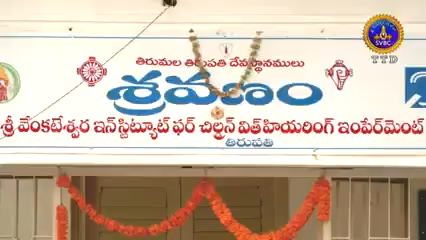 తిరుమల తిరుపతి దేవస్థానములు
శ్రవణం
శ్రీ వేంకటేశ్వర ఇన్‌స్టిట్యూట్ ఫర్ చిల్డ్రన్ విత్‌హియరింగ్ ఇంపేర్‌మెంట్
తిరుపతి
SVBC
TTD